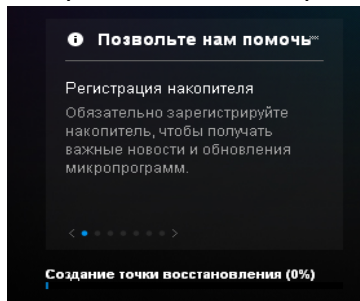 Позвольте нам помочь
Регистрация накопителя
Обязательно зарегистрируйте
накопитель, чтобы получать
важные новости и обновления
микропрограмм.
Создание точки восстановления (0%)